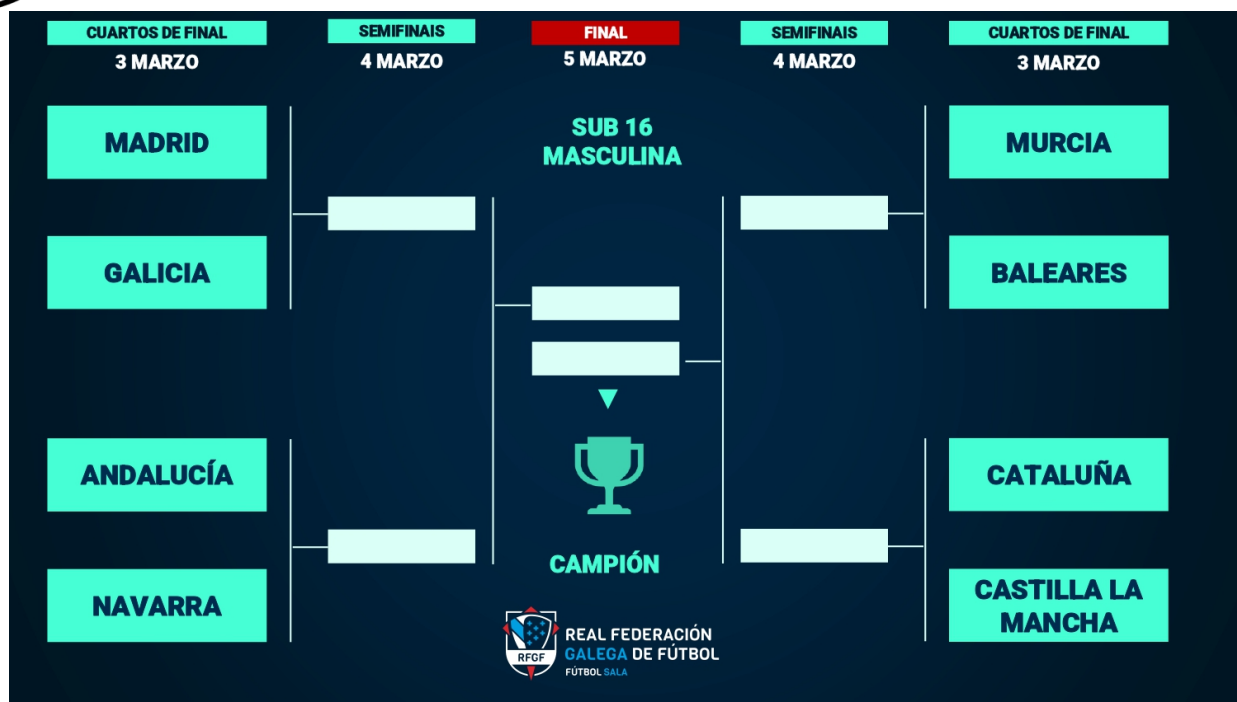 CUARTOS DE FINAL
3 MARZO
SEMIFINAIS
4 MARZO
FINAL
5 MARZO
SEMIFINAIS
4 MARZO
CUARTOS DE FINAL
3 MARZO
SUB 16
MASCULINA
MADRID
GALICIA
ANDALUCÍA
NAVARRA
MURCIA
BALEARES
CATALUÑA
CASTILLA LA
MANCHA
CAMPIÓN
RFGF
REAL FEDERACIÓN
GALEGA DE FÚTBOL
FÚTBOL SALA